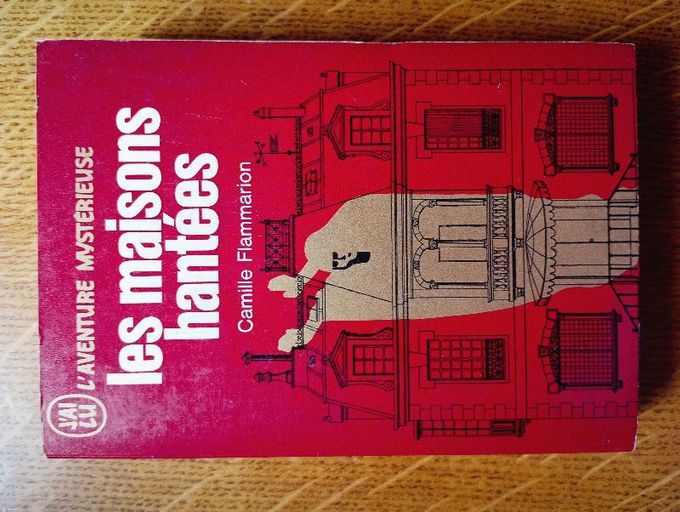 J'AI
LU
L'AVENTURE MYSTÉRIEUSE
les maisons
hantées
Camille Flammarion